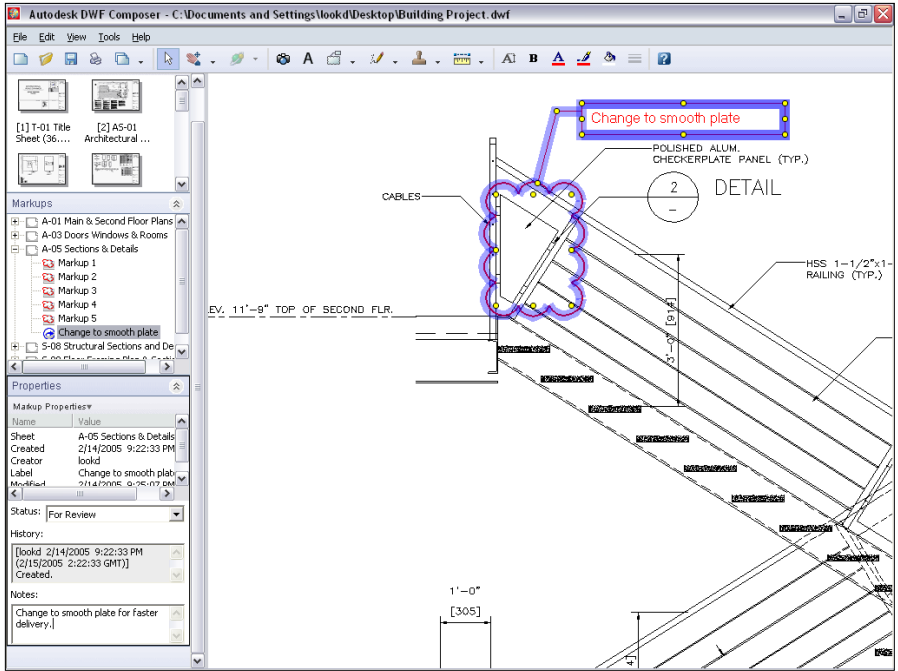 Autodesk DWF Composer - C:\Documents and Settings\lookd\Desktop\Building Project.dwf
File Edit View Tools Help
[1] T-01 Title
Sheet (36....
[2] AS-01
Architectural ...
Markups
A-01 Main & Second Floor Plans
A-03 Doors Windows & Rooms
A-05 Sections & Details
Markup 1
Markup 2
Markup 3
Markup 4
Markup 5
Change to smooth plate
S-08 Structural Sections and De
Properties
Markup Properties
Name Value
Sheet A-05 Sections & Details
Created 2/14/2005 9:22:33 PM
Creator lookd
Label Change to smooth plat
Modified 2/14/2005 9:25:07 PM
Status: For Review
History:
[lookd 2/14/2005 9:22:33 PM
(2/15/2005 2:22:33 GMT)]
Created.
Notes:
Change to smooth plate for faster
delivery.
Change to smooth plate
POLISHED ALUM.
CHECKERPLATE PANEL (TYP.)
2
–
DETAIL
CABLES
HSS 1-1/2"x1-
RAILING (TYP.)
EV. 11'-9" TOP OF SECOND FLR.
3'-0" [914]
1'-0"
[305]
4]